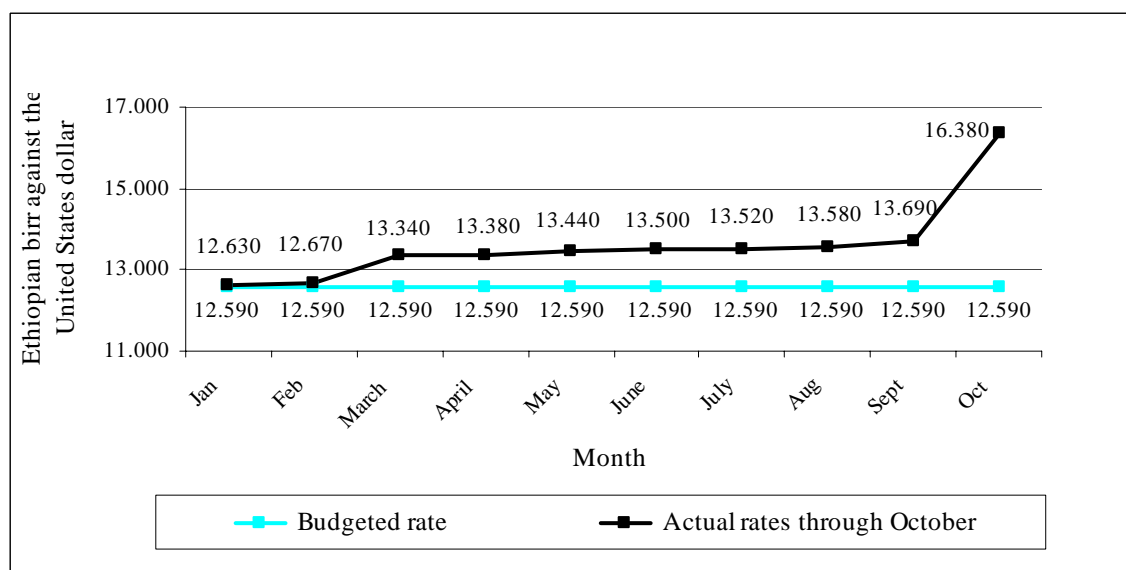 Ethiopian birr against the
United States dollar
17.000
15.000
13.000
11.000
12.630 12.670 13.340 13.380 13.440 13.500 13.520 13.580 13.690 16.380
12.590 12.590 12.590 12.590 12.590 12.590 12.590 12.590 12.590 12.590
Jan Feb March April May June July Aug Sept Oct
Month
Budgeted rate Actual rates through October